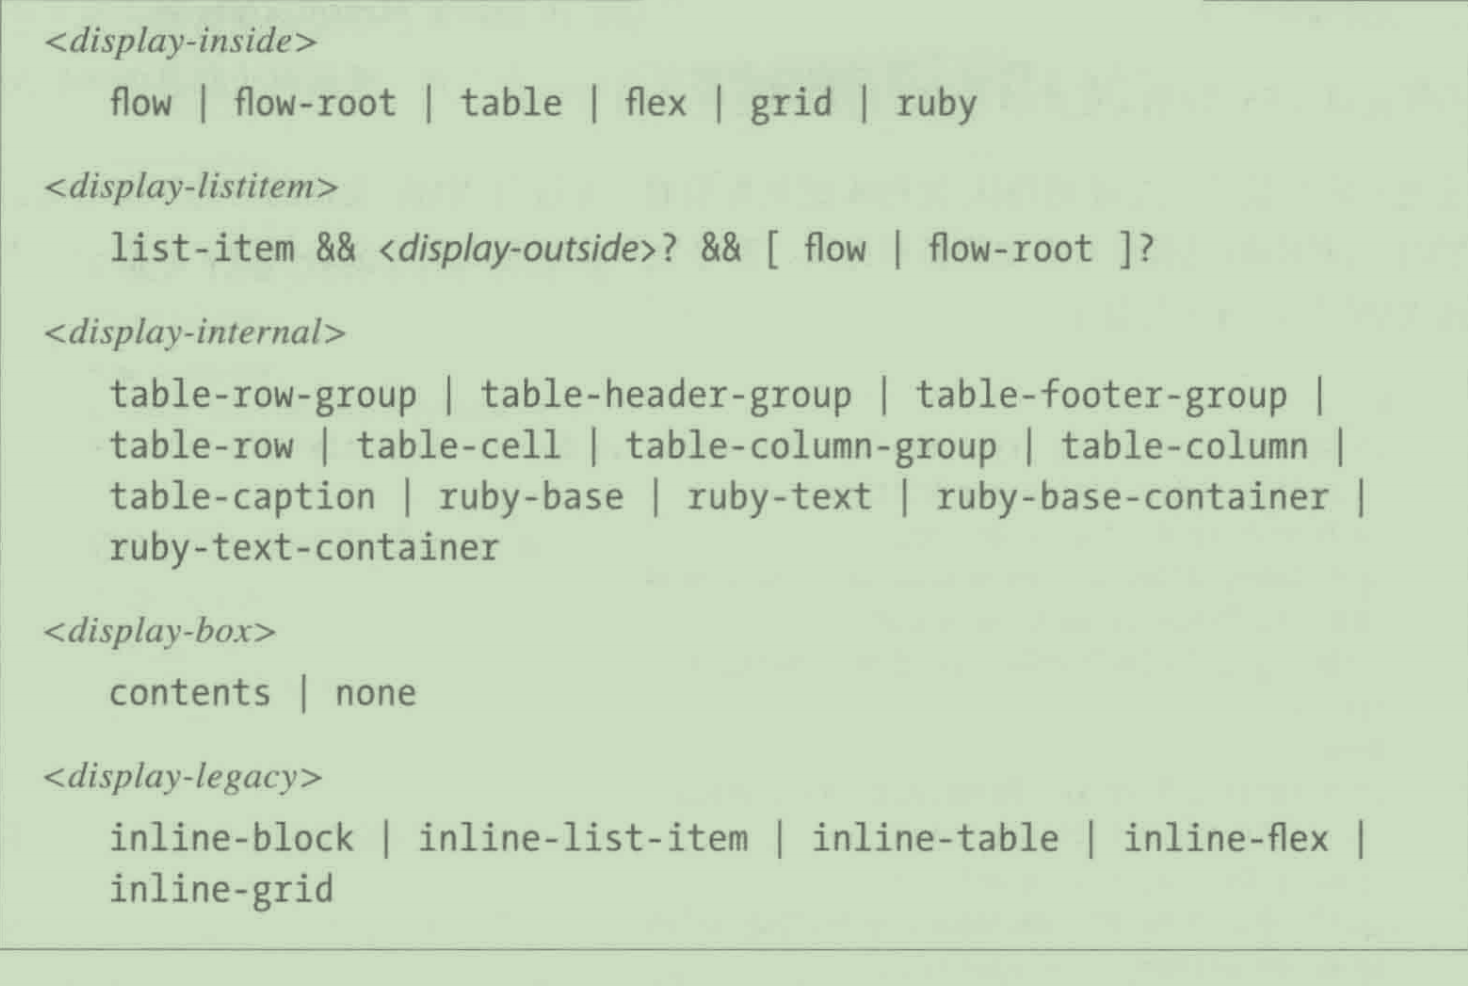 <display-inside>
flow | flow-root | table | flex | grid | ruby
<display-listitem>
list-item && <display-outside>? && [ flow | flow-root ]?
<display-internal>
table-row-group | table-header-group | table-footer-group |
table-row | table-cell | table-column-group | table-column |
table-caption | ruby-base | ruby-text | ruby-base-container |
ruby-text-container
<display-box>
contents | none
<display-legacy>
inline-block | inline-list-item | inline-table | inline-flex |
inline-grid